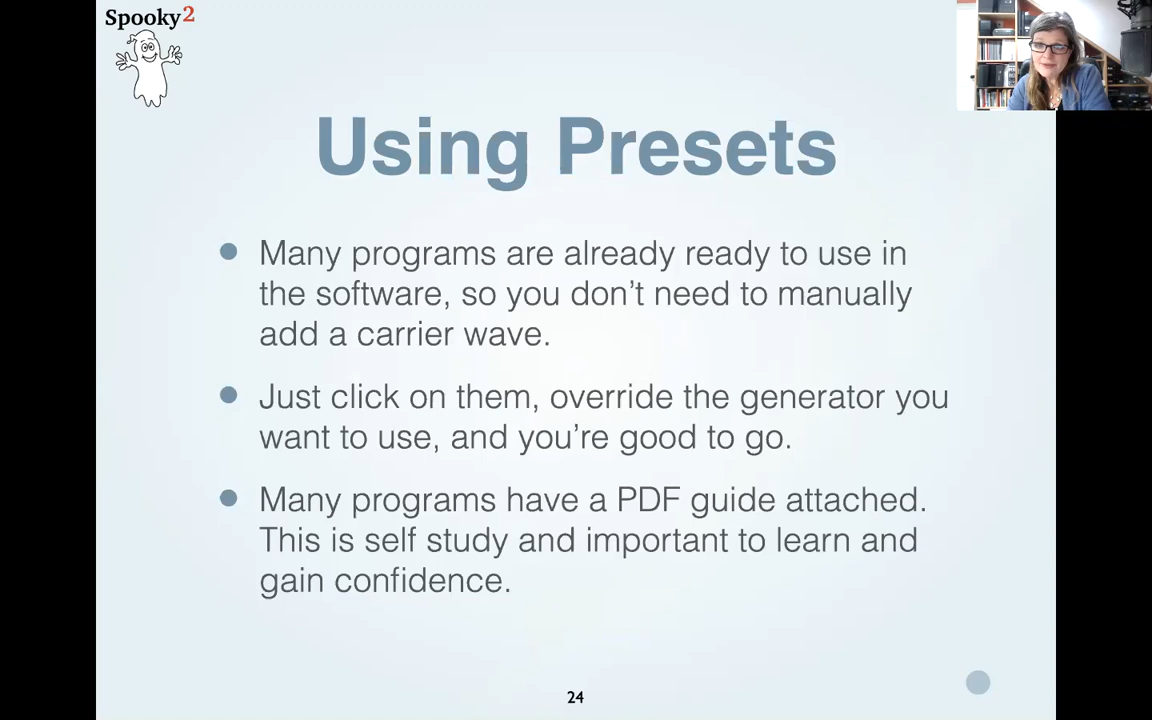 Spooky2
Using Presets
Many programs are already ready to use in
the software, so you don't need to manually
add a carrier wave.
Just click on them, override the generator you
want to use, and you're good to go.
Many programs have a PDF guide attached.
This is self study and important to learn and
gain confidence.
24